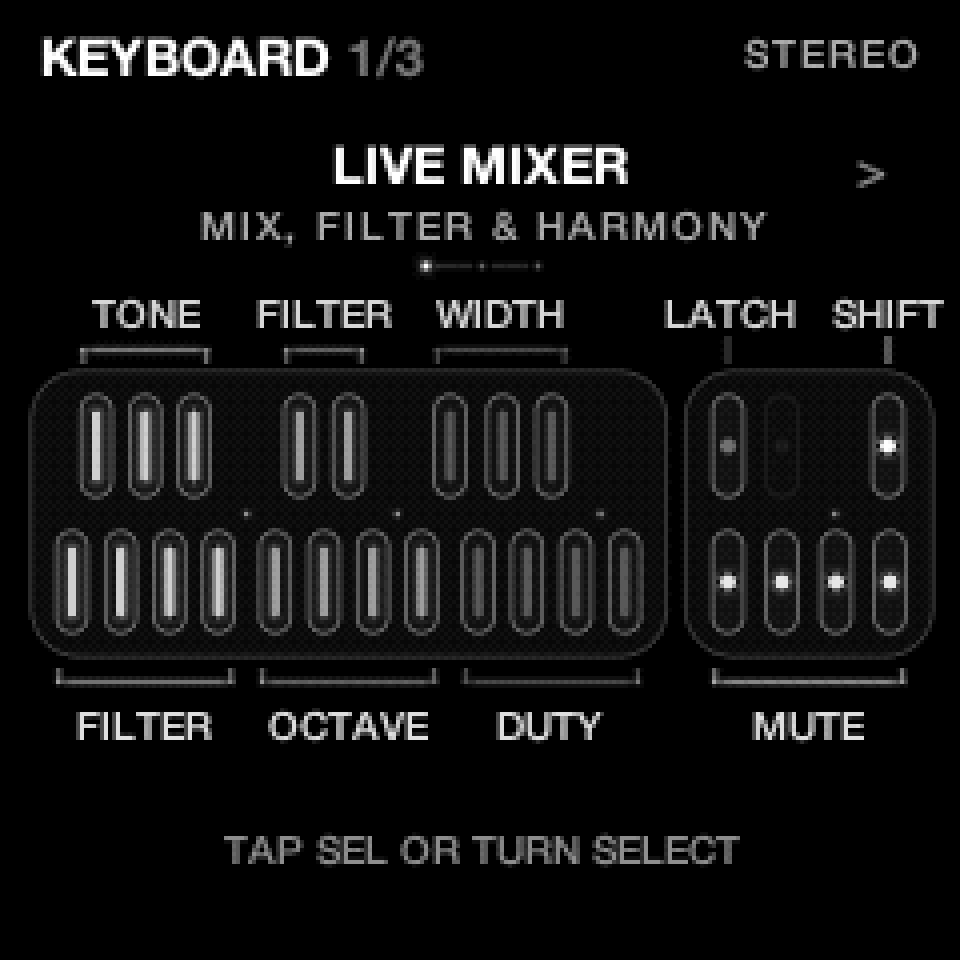 KEYBOARD 1/3 STEREO
LIVE MIXER >
MIX, FILTER & HARMONY
TONE FILTER WIDTH LATCH SHIFT
FILTER OCTAVE DUTY MUTE
TAP SEL OR TURN SELECT